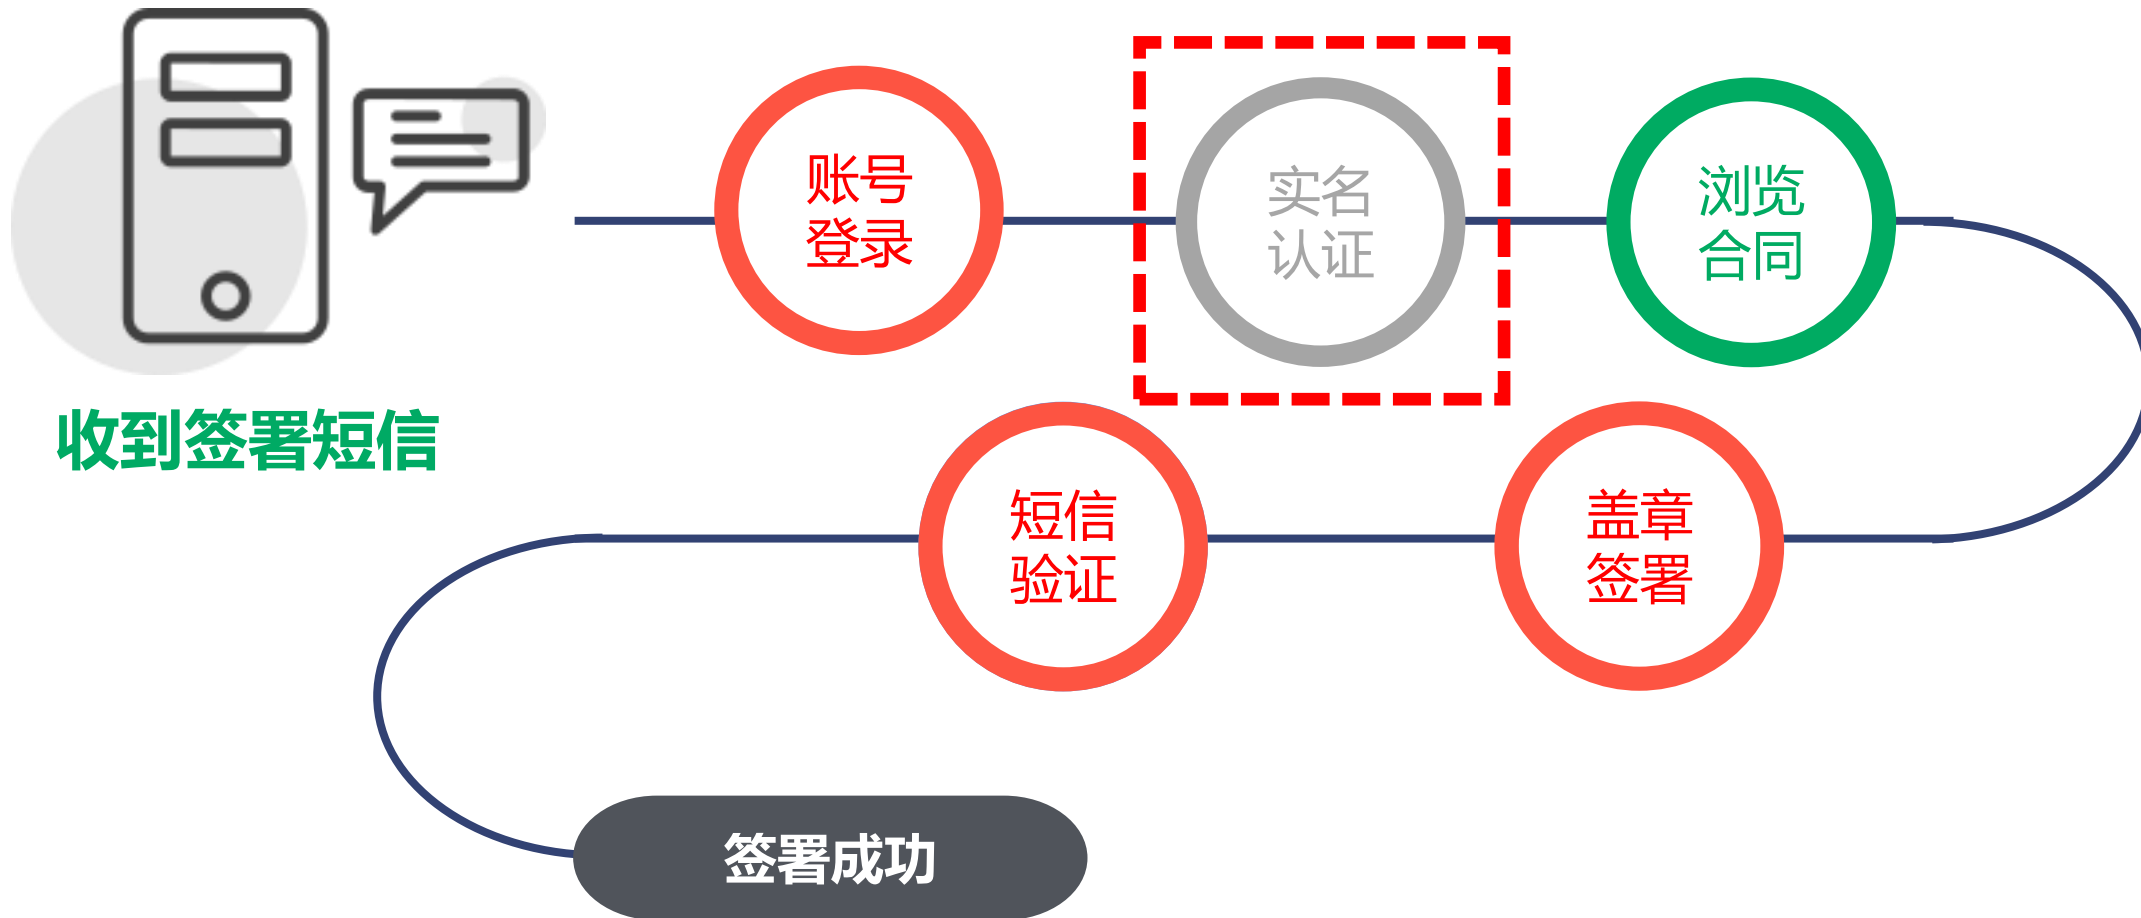 账号
登录
实名
认证
浏览
合同
收到签署短信
短信
验证
盖章
签署
签署成功